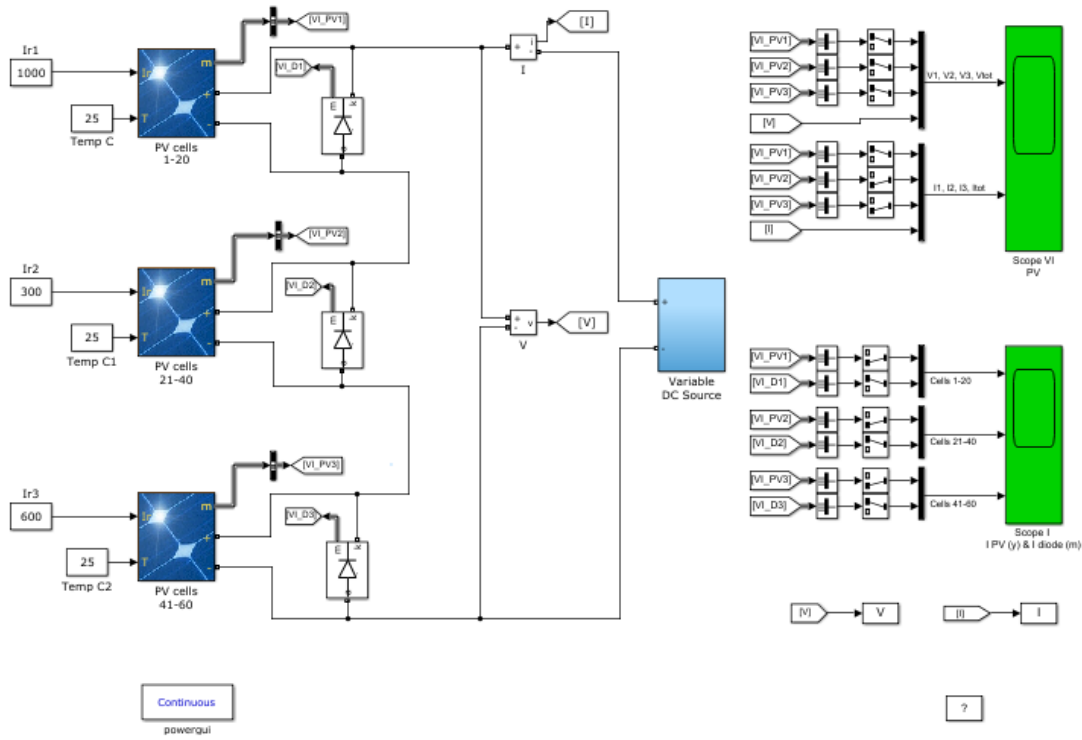 Ir1
1000
25
Temp C
Ir
T
m
+
-
PV cells
1-20
[VI_PV1]
[VI_D1]
m
k
a
+
-
i
I
[I]
Ir2
300
25
Temp C1
Ir
T
m
+
-
PV cells
21-40
[VI_PV2]
[VI_D2]
m
k
a
+
-
v
V
[V]
Ir3
600
25
Temp C2
Ir
T
m
+
-
PV cells
41-60
[VI_PV3]
[VI_D3]
m
k
a
+
-
Variable
DC Source
[VI_PV1]
[VI_PV2]
[VI_PV3]
[V]
V1, V2, V3, Vtot
[VI_PV1]
[VI_PV2]
[VI_PV3]
[I]
I1, I2, I3, Itot
Scope VI
PV
[VI_PV1]
[VI_D1]
Cells 1-20
[VI_PV2]
[VI_D2]
Cells 21-40
[VI_PV3]
[VI_D3]
Cells 41-60
Scope I
I PV (y) & I diode (m)
[V]
V
[I]
I
Continuous
powergui
?